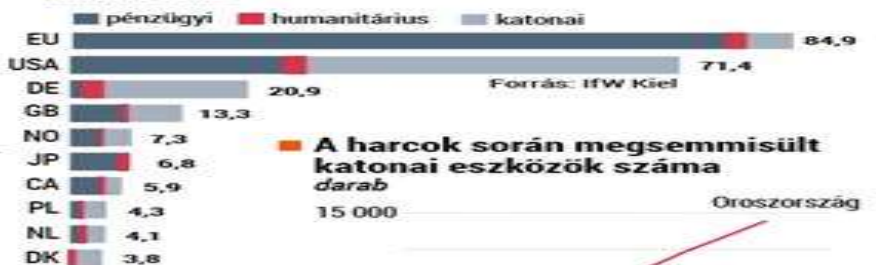 pénzügyi humanitárius katonai
EU 84,9
USA 71,4
Forrás: IfW Kiel
DE 20,9
GB 13,3
NO 7,3
JP 6,8
CA 5,9
PL 4,3
NL 4,1
DK 3,8
A harcok során megsemmisült
katonai eszközök száma
darab
15 000
Oroszország